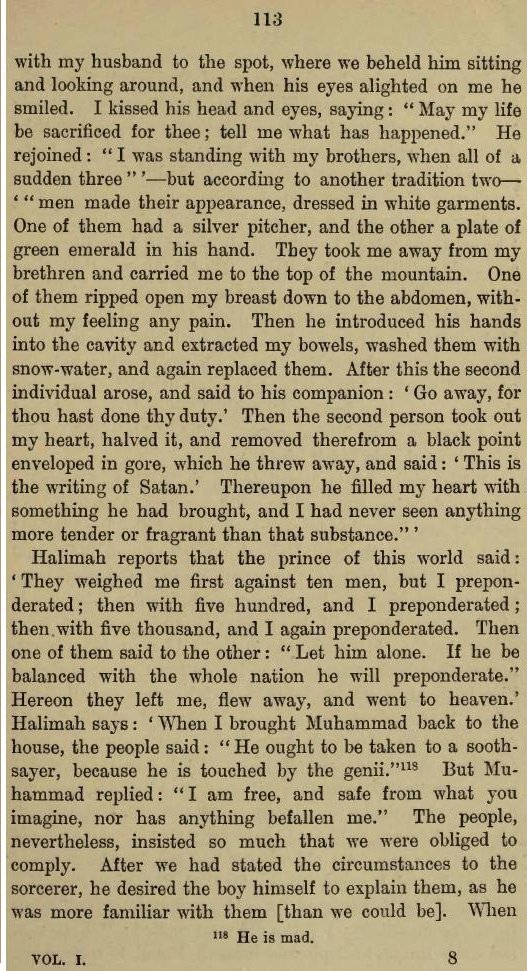 113
with my husband to the spot, where we beheld him sitting
and looking around, and when his eyes alighted on me he
smiled. I kissed his head and eyes, saying: “May my life
be sacrificed for thee; tell me what has happened.” He
rejoined: “I was standing with my brothers, when all of a
sudden three” ’—but according to another tradition two—
‘ “men made their appearance, dressed in white garments.
One of them had a silver pitcher, and the other a plate of
green emerald in his hand. They took me away from my
brethren and carried me to the top of the mountain. One
of them ripped open my breast down to the abdomen, with-
out my feeling any pain. Then he introduced his hands
into the cavity and extracted my bowels, washed them with
snow-water, and again replaced them. After this the second
individual arose, and said to his companion: ‘Go away, for
thou hast done thy duty.’ Then the second person took out
my heart, halved it, and removed therefrom a black point
enveloped in gore, which he threw away, and said: ‘This is
the writing of Satan.’ Thereupon he filled my heart with
something he had brought, and I had never seen anything
more tender or fragrant than that substance.” ’
Halimah reports that the prince of this world said:
‘They weighed me first against ten men, but I prepon-
derated; then with five hundred, and I preponderated;
then with five thousand, and I again preponderated. Then
one of them said to the other: “Let him alone. If he be
balanced with the whole nation he will preponderate.”
Hereon they left me, flew away, and went to heaven.’
Halimah says: ‘When I brought Muhammad back to the
house, the people said: “He ought to be taken to a sooth-
sayer, because he is touched by the genii.”¹¹⁸ But Mu-
hammad replied: “I am free, and safe from what you
imagine, nor has anything befallen me.” The people,
nevertheless, insisted so much that we were obliged to
comply. After we had stated the circumstances to the
sorcerer, he desired the boy himself to explain them, as he
was more familiar with them [than we could be]. When
¹¹⁸ He is mad.
VOL. I. 8